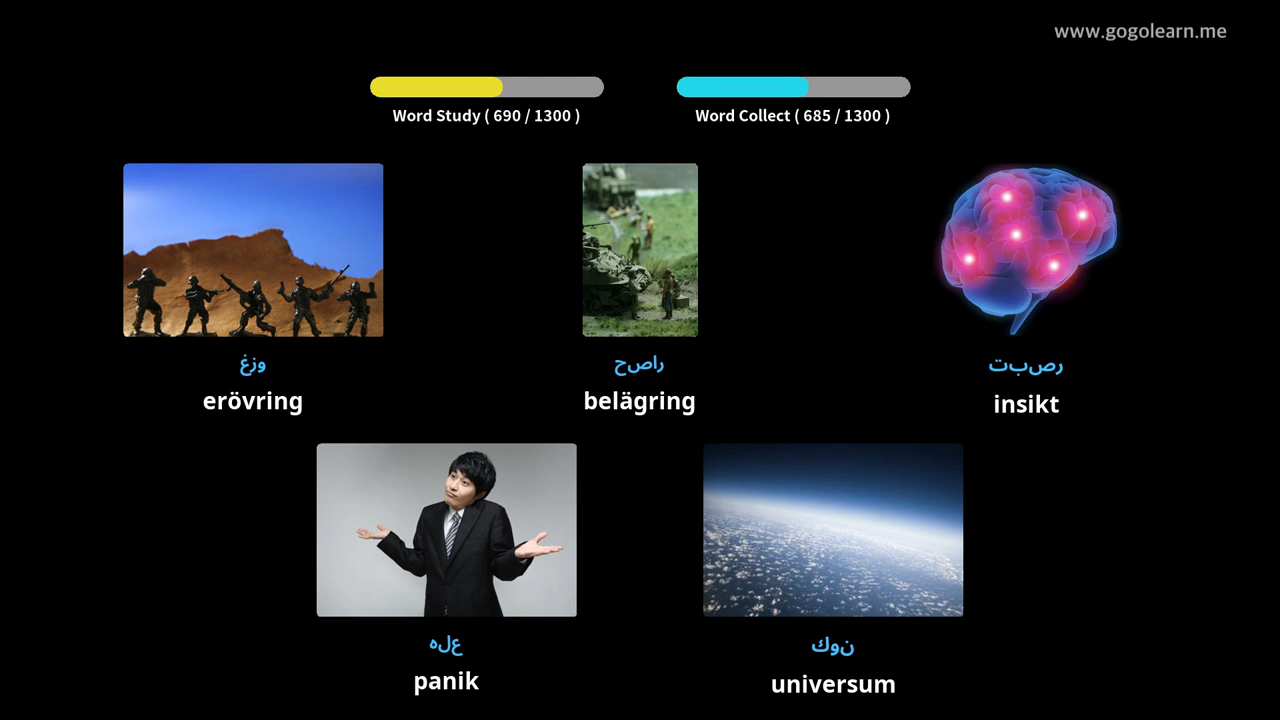 www.gogolearn.me
Word Study ( 690 / 1300 )
Word Collect ( 685 / 1300 )
وزغ
erövring
راصح
belägring
رصبت
insikt
عله
panik
نوك
universum